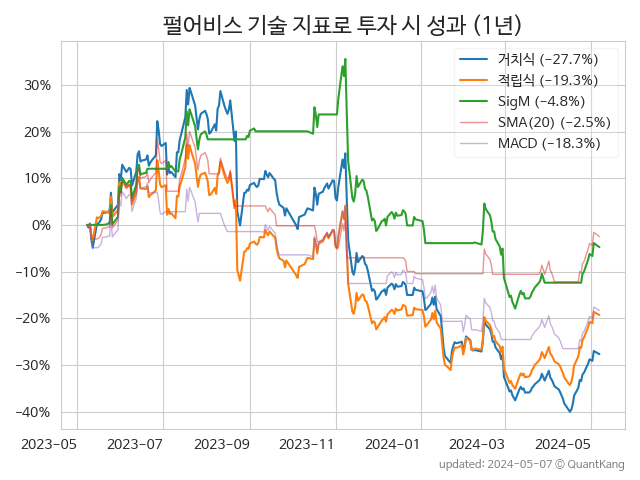 펄어비스 기술 지표로 투자 시 성과 (1년)
거치식 (−27.7%)
적립식 (−19.3%)
SigM (−4.8%)
SMA(20) (−2.5%)
MACD (−18.3%)
30%
20%
10%
0%
−10%
−20%
−30%
−40%
2023−05 2023−07 2023−09 2023−11 2024−01 2024−03 2024−05
updated: 2024−05−07 © QuantKang